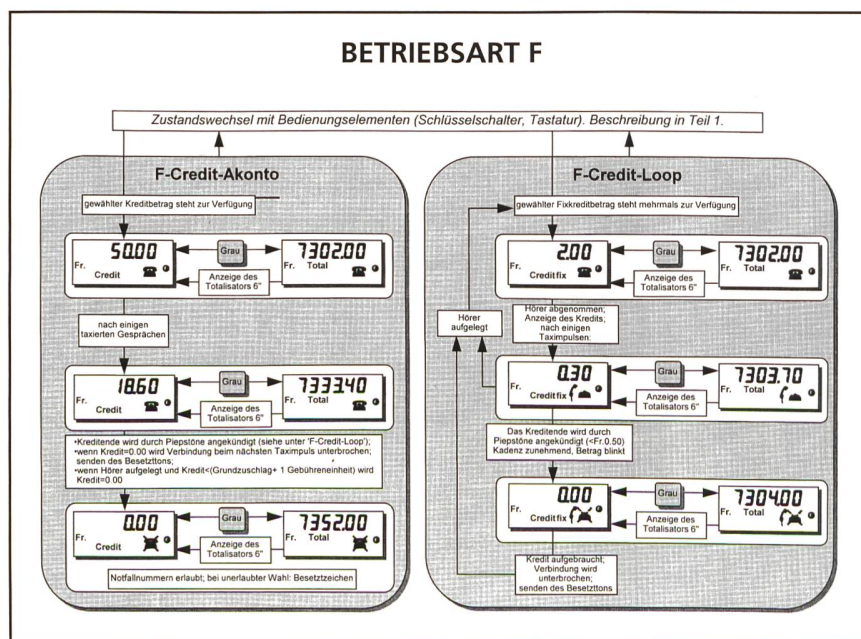 BETRIEBSART F
Zustandswechsel mit Bedienungselementen (Schlüsselschalter, Tastatur). Beschreibung in Teil 1.
F-Credit-Akonto
gewählter Kreditbetrag steht zur Verfügung
50.00
Fr.
Credit
Grau
7302.00
Fr. Total
Anzeige des
Totalisators 6"
nach einigen
taxierten Gesprächen
18.60
Fr.
Credit
Grau
7333.40
Fr. Total
Anzeige des
Totalisators 6"
•Kreditende wird durch Piepstöne angekündigt (siehe unter 'F-Credit-Loop');
•wenn Kredit=0.00 wird Verbindung beim nächsten Taximpuls unterbrochen;
senden des Besetzttons;
•wenn Hörer aufgelegt und Kredit<(Grundzuschlag+ 1 Gebühreneinheit) wird
Kredit=0.00
0.00
Fr.
Credit
Grau
7352.00
Fr. Total
Anzeige des
Totalisators 6"
Notfallnummern erlaubt; bei unerlaubter Wahl: Besetztzeichen
F-Credit-Loop
gewählter Fixkreditbetrag steht mehrmals zur Verfügung
2.00
Fr.
Creditfix
Grau
7302.00
Fr. Total
Anzeige des
Totalisators 6"
Hörer
aufgelegt
Hörer abgenommen;
Anzeige des Kredits;
nach einigen
Taximpulsen:
0.30
Fr.
Creditfix
Grau
7303.70
Fr. Total
Anzeige des
Totalisators 6"
Das Kreditende wird durch
Piepstöne angekündigt (<Fr.0.50)
Kadenz zunehmend, Betrag blinkt
0.00
Fr.
Creditfix
Grau
7304.00
Fr. Total
Anzeige des
Totalisators 6"
Kredit aufgebraucht;
Verbindung wird
unterbrochen;
senden des Besetzttons